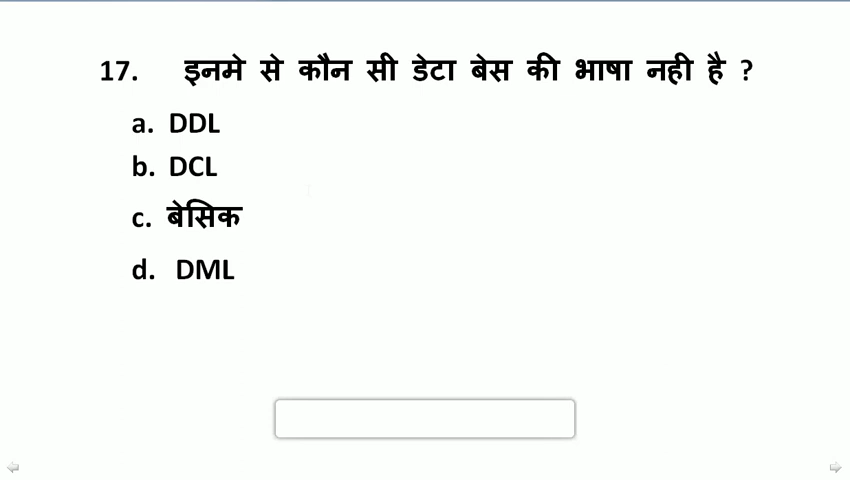 17. इनमे से कौन सी डेटा बेस की भाषा नही है ?
a. DDL
b. DCL
c. बेसिक
d. DML